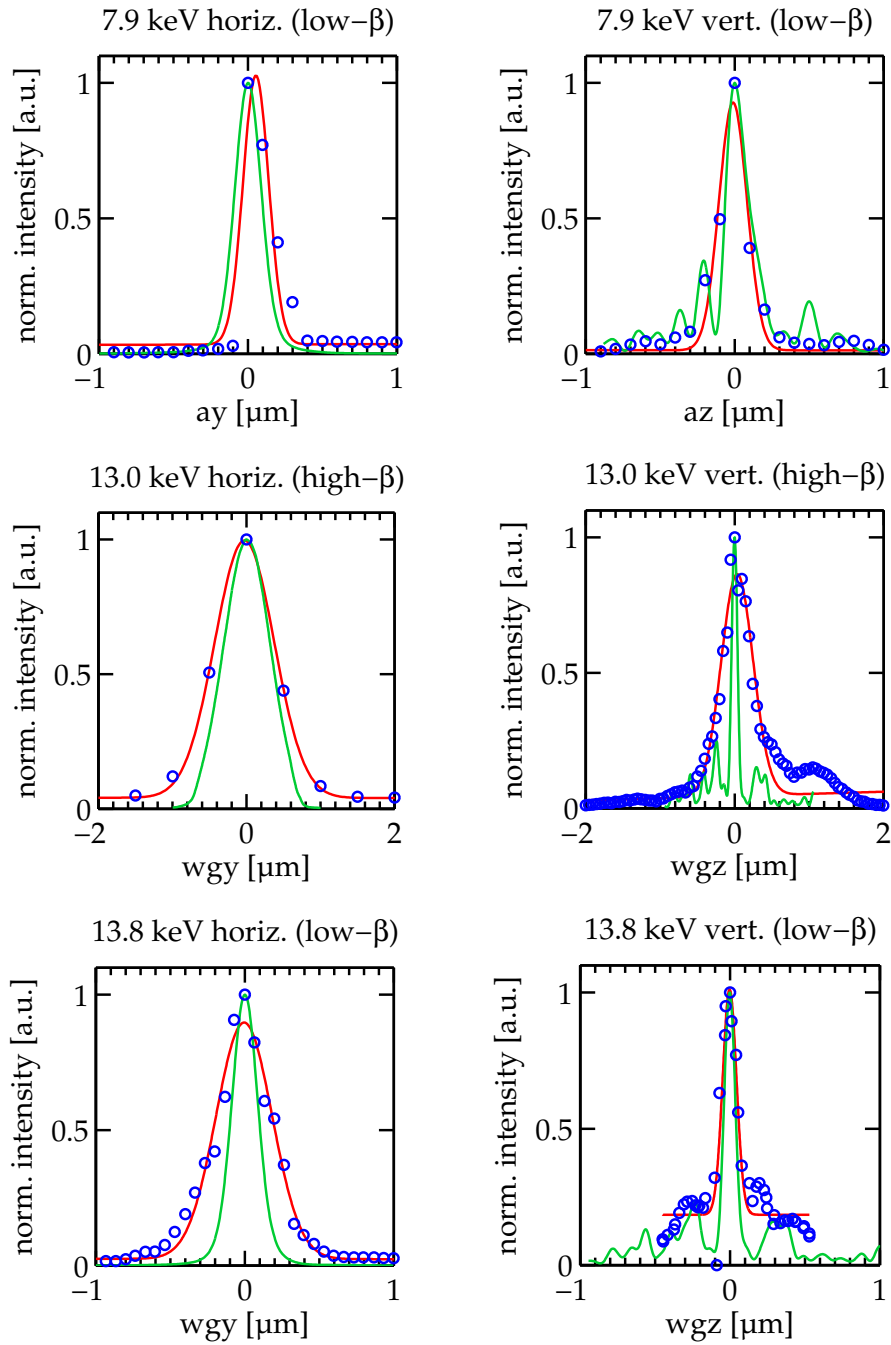 7.9 keV horiz. (low−β)
norm. intensity [a.u.]
1
0.5
0
−1
0
1
ay [µm]
7.9 keV vert. (low−β)
norm. intensity [a.u.]
1
0.5
0
−1
0
1
az [µm]
13.0 keV horiz. (high−β)
norm. intensity [a.u.]
1
0.5
0
−2
0
2
wgy [µm]
13.0 keV vert. (high−β)
norm. intensity [a.u.]
1
0.5
0
−2
0
2
wgz [µm]
13.8 keV horiz. (low−β)
norm. intensity [a.u.]
1
0.5
0
−1
0
1
wgy [µm]
13.8 keV vert. (low−β)
norm. intensity [a.u.]
1
0.5
0
−1
0
1
wgz [µm]